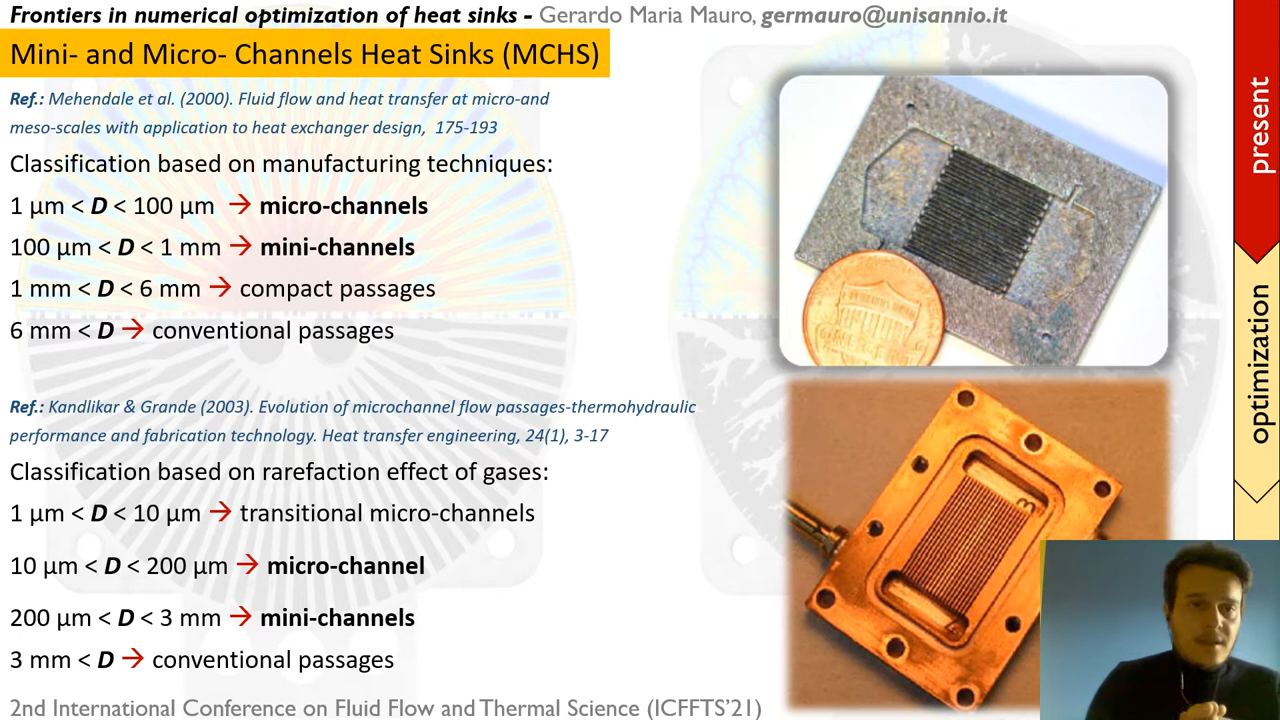 Frontiers in numerical optimization of heat sinks - Gerardo Maria Mauro, germauro@unisannio.it
Mini- and Micro- Channels Heat Sinks (MCHS)
Ref.: Mehendale et al. (2000). Fluid flow and heat transfer at micro-and
meso-scales with application to heat exchanger design, 175-193
Classification based on manufacturing techniques:
1 µm < D < 100 µm → micro-channels
100 µm < D < 1 mm → mini-channels
1 mm < D < 6 mm → compact passages
6 mm < D → conventional passages
Ref.: Kandlikar & Grande (2003). Evolution of microchannel flow passages-thermohydraulic
performance and fabrication technology. Heat transfer engineering, 24(1), 3-17
Classification based on rarefaction effect of gases:
1 µm < D < 10 µm → transitional micro-channels
10 µm < D < 200 µm → micro-channel
200 µm < D < 3 mm → mini-channels
3 mm < D → conventional passages
2nd International Conference on Fluid Flow and Thermal Science (ICFFTS'21)
present
optimization